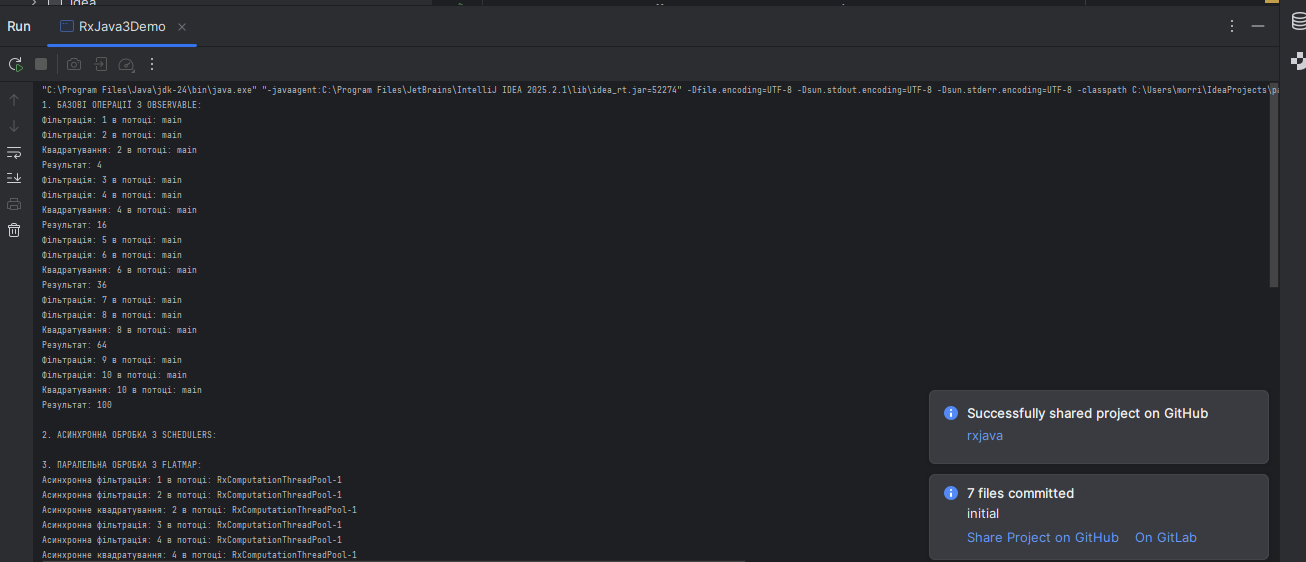 Idea
Run
RxJava3Demo
"C:\Program Files\Java\jdk-24\bin\java.exe" "-javaagent:C:\Program Files\JetBrains\IntelliJ IDEA 2025.2.1\lib\idea_rt.jar=52274" -Dfile.encoding=UTF-8 -Dsun.stdout.encoding=UTF-8 -Dsun.stderr.encoding=UTF-8 -classpath C:\Users\morri\IdeaProjects\pa
1. БАЗОВІ ОПЕРАЦІЇ З OBSERVABLE:
Фільтрація: 1 в потоці: main
Фільтрація: 2 в потоці: main
Квадратування: 2 в потоці: main
Результат: 4
Фільтрація: 3 в потоці: main
Фільтрація: 4 в потоці: main
Квадратування: 4 в потоці: main
Результат: 16
Фільтрація: 5 в потоці: main
Фільтрація: 6 в потоці: main
Квадратування: 6 в потоці: main
Результат: 36
Фільтрація: 7 в потоці: main
Фільтрація: 8 в потоці: main
Квадратування: 8 в потоці: main
Результат: 64
Фільтрація: 9 в потоці: main
Фільтрація: 10 в потоці: main
Квадратування: 10 в потоці: main
Результат: 100
2. АСИНХРОННА ОБРОБКА З SCHEDULERS:
3. ПАРАЛЕЛЬНА ОБРОБКА З FLATMAP:
Асинхронна фільтрація: 1 в потоці: RxComputationThreadPool-1
Асинхронна фільтрація: 2 в потоці: RxComputationThreadPool-1
Асинхронне квадратування: 2 в потоці: RxComputationThreadPool-1
Асинхронна фільтрація: 3 в потоці: RxComputationThreadPool-1
Асинхронна фільтрація: 4 в потоці: RxComputationThreadPool-1
Асинхронне квадратування: 4 в потоці: RxComputationThreadPool-1
Successfully shared project on GitHub
rxjava
7 files committed
initial
Share Project on GitHub On GitLab